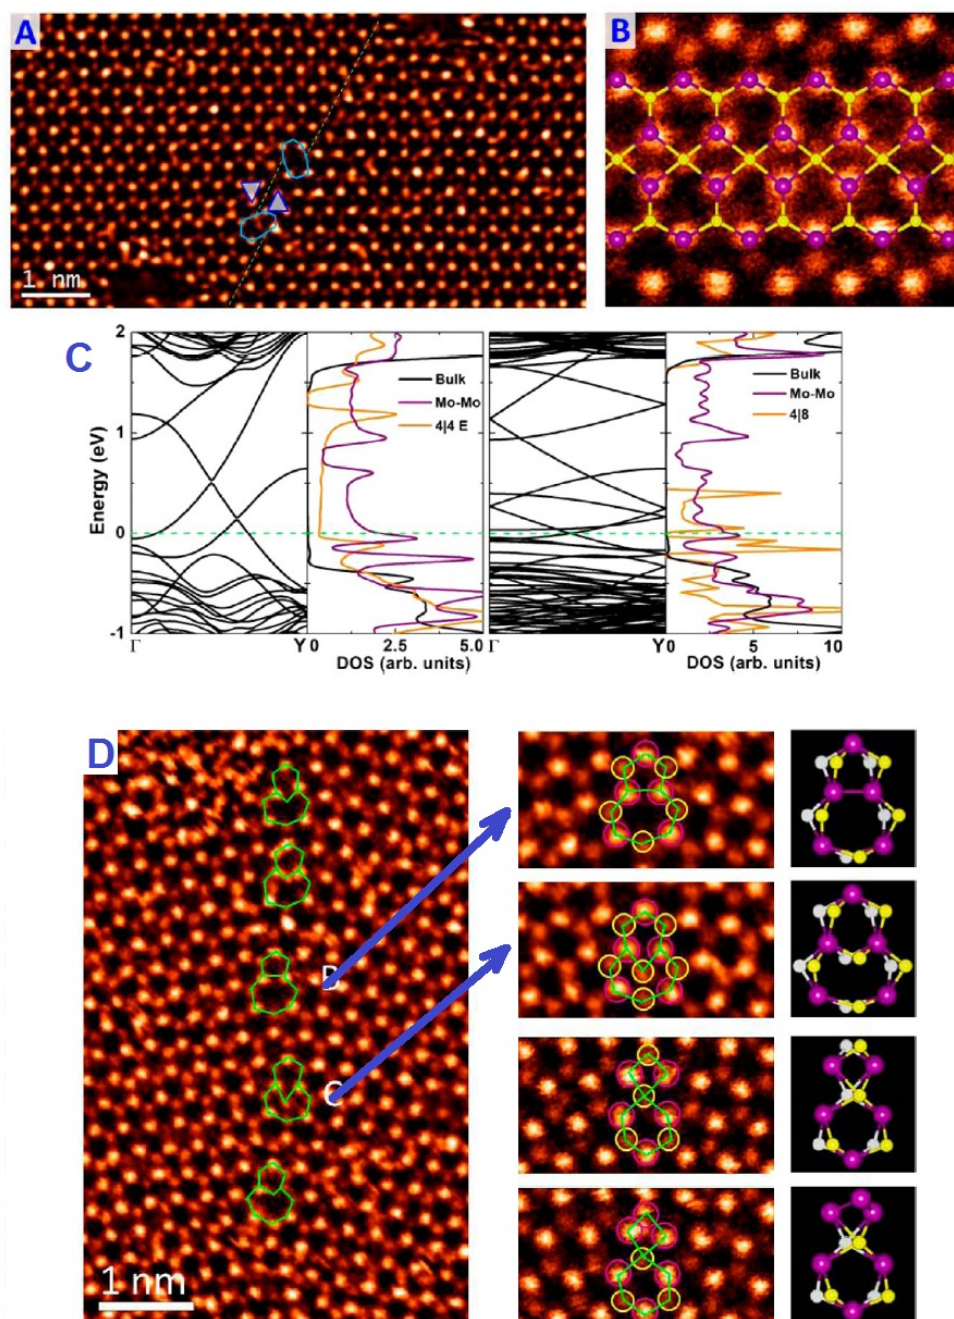 A
B
1 nm
C
2
1
0
-1
Energy (eV)
Γ
Y
Bulk
Mo-Mo
4|4 E
0
2.5
5.0
DOS (arb. units)
Γ
Y
Bulk
Mo-Mo
4|8
0
5
10
DOS (arb. units)
D
D
C
1 nm